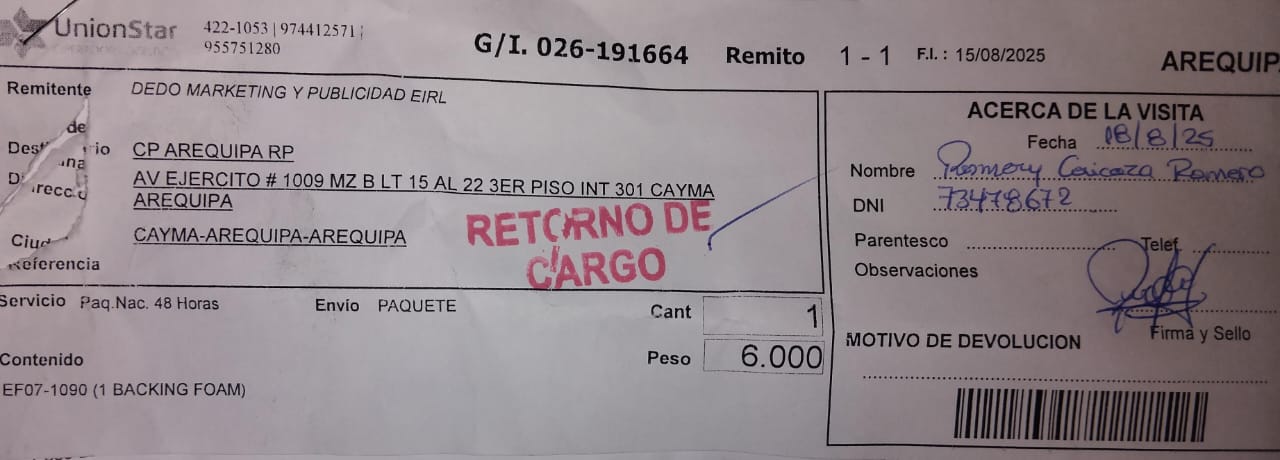 UnionStar
422-1053 | 974412571 |
955751280
G/I. 026-191664 Remito 1 - 1 F.I. : 15/08/2025 AREQUIPA
Remitente DEDO MARKETING Y PUBLICIDAD EIRL
CP AREQUIPA RP
AV EJERCITO # 1009 MZ B LT 15 AL 22 3ER PISO INT 301 CAYMA
AREQUIPA
CAYMA-AREQUIPA-AREQUIPA
Referencia
RETORNO DE
CARGO
Servicio Paq.Nac. 48 Horas Envío PAQUETE Cant 1
Peso 6.000
Contenido
EF07-1090 (1 BACKING FOAM)
ACERCA DE LA VISITA
Fecha 18/8/25
Nombre Romero
DNI 73478672
Parentesco Telef.
Observaciones
Firma y Sello
MOTIVO DE DEVOLUCION